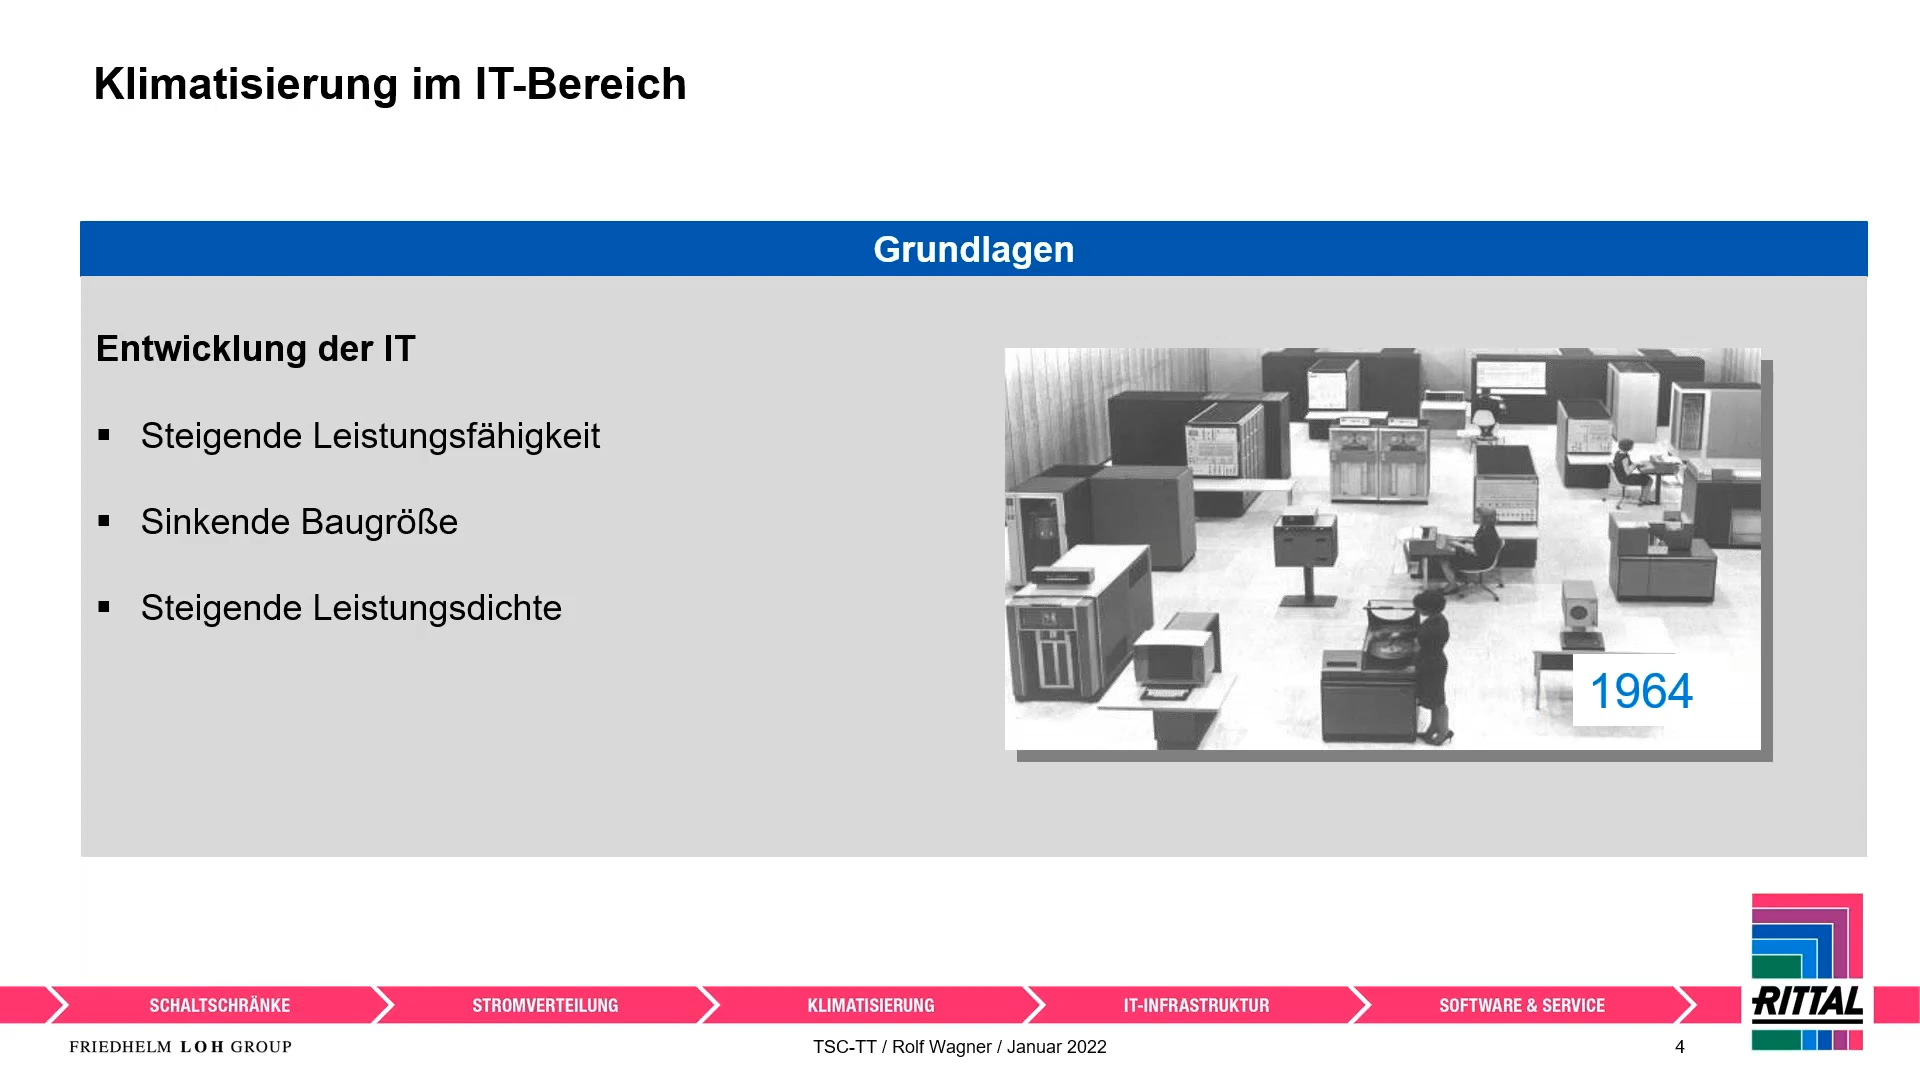 Klimatisierung im IT-Bereich
Grundlagen
Entwicklung der IT
▪ Steigende Leistungsfähigkeit
▪ Sinkende Baugröße
▪ Steigende Leistungsdichte
1964
SCHALTSCHRÄNKE
STROMVERTEILUNG
KLIMATISIERUNG
IT-INFRASTRUKTUR
SOFTWARE & SERVICE
RITTAL
FRIEDHELM LOH GROUP
TSC-TT / Rolf Wagner / Januar 2022
4